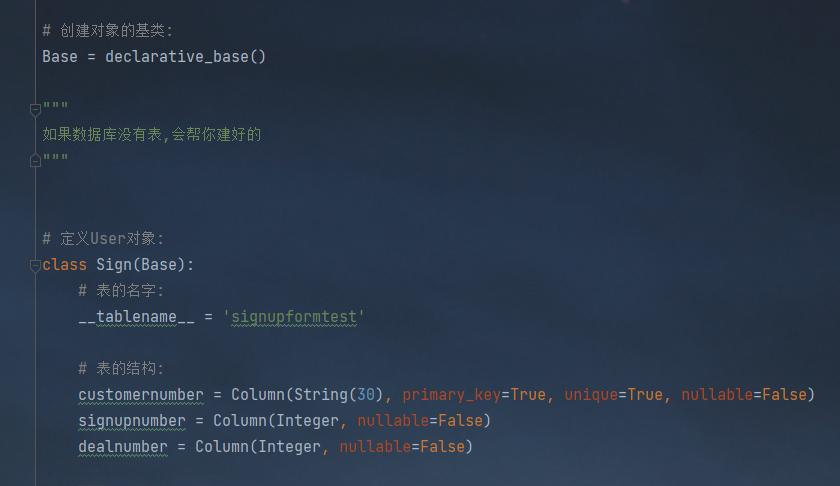 # 创建对象的基类:
Base = declarative_base()
"""
如果数据库没有表,会帮你建好的
"""
# 定义User对象:
class Sign(Base):
# 表的名字:
__tablename__ = 'signupformtest'
# 表的结构:
customernumber = Column(String(30), primary_key=True, unique=True, nullable=False)
signupnumber = Column(Integer, nullable=False)
dealnumber = Column(Integer, nullable=False)